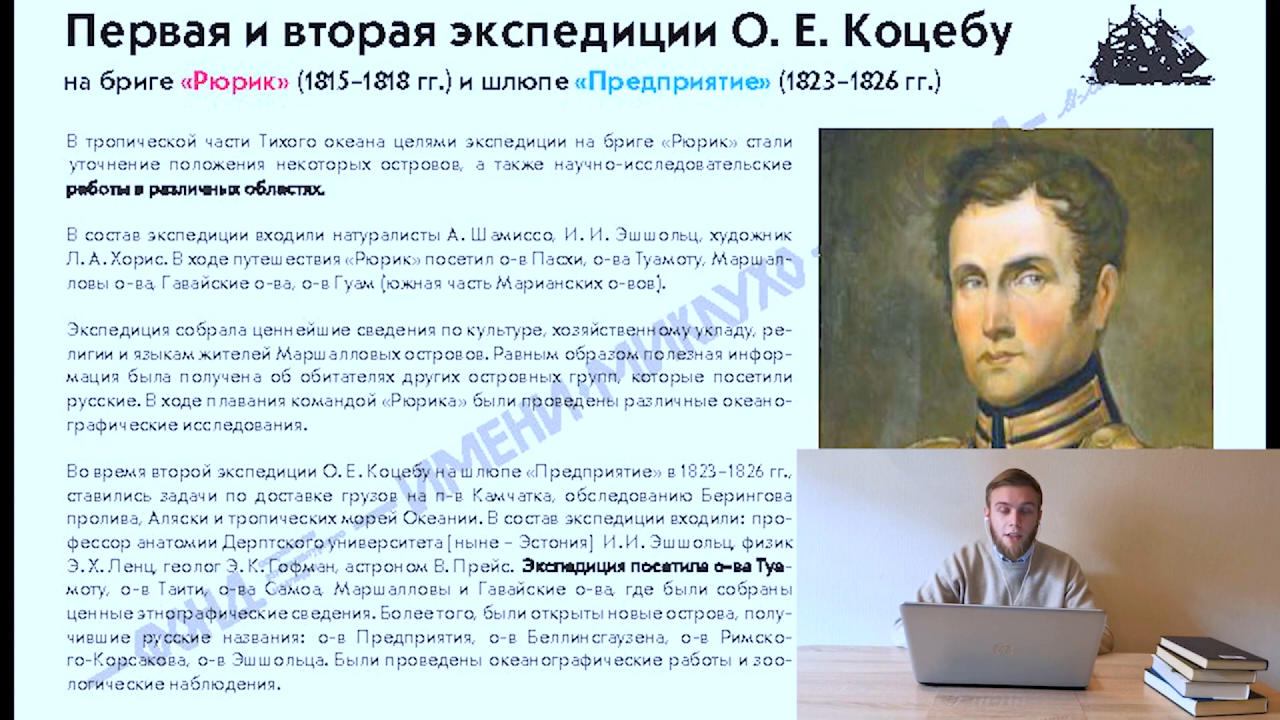 Первая и вторая экспедиции О. Е. Коцебу
на бриге «Рюрик» (1815–1818 гг.) и шлюпе «Предприятие» (1823–1826 гг.)
В тропической части Тихого океана целями экспедиции на бриге «Рюрик» стали
уточнение положения некоторых островов, а также научно-исследовательские
работы в различных областях.
В состав экспедиции входили натуралисты А. Шамиссо, И. И. Эшшольц, художник
Л. А. Хорис. В ходе путешествия «Рюрик» посетил о-в Пасхи, о-ва Туамоту, Маршал-
ловы о-ва, Гавайские о-ва, о-в Гуам (южная часть Марианских о-вов).
Экспедиция собрала ценнейшие сведения по культуре, хозяйственному укладу, ре-
лигии и языкам жителей Маршалловых островов. Равным образом полезная инфор-
мация была получена об обитателях других островных групп, которые посетили
русские. В ходе плавания командой «Рюрика» были проведены различные океано-
графические исследования.
Во время второй экспедиции О. Е. Коцебу на шлюпе «Предприятие» в 1823–1826 гг.,
ставились задачи по доставке грузов на п-в Камчатка, обследованию Берингова
пролива, Аляски и тропических морей Океании. В состав экспедиции входили: про-
фессор анатомии Дерптского университета [ныне – Эстония] И. И. Эшшольц, физик
Э. Х. Ленц, геолог Э. К. Гофман, астроном В. Прейс. Экспедиция посетила о-ва Туа-
моту, о-в Таити, о-ва Самоа, Маршалловы и Гавайские о-ва, где были собраны
ценные этнографические сведения. Более того, были открыты новые острова, полу-
чившие русские названия: о-в Предприятия, о-в Беллинсгаузена, о-в Римско-
го-Корсакова, о-в Эшшольца. Были проведены океанографические работы и зоо-
логические наблюдения.
ИМЕНИ МИКЛУХО-